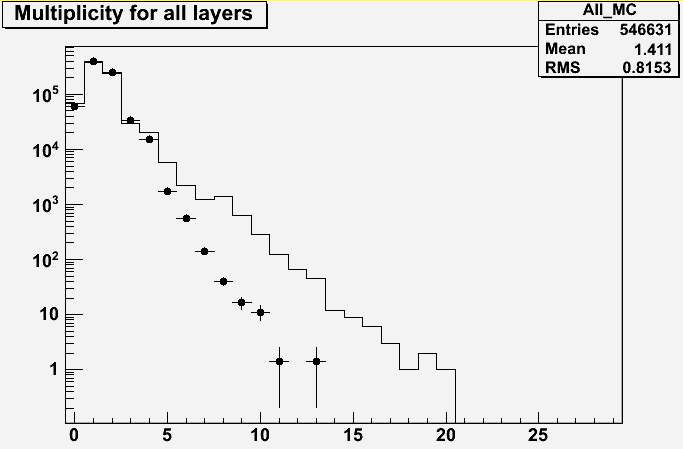 Multiplicity for all layers
All_MC
Entries 546631
Mean 1.411
RMS 0.8153
10^5
10^4
10^3
10^2
10
1
0 5 10 15 20 25